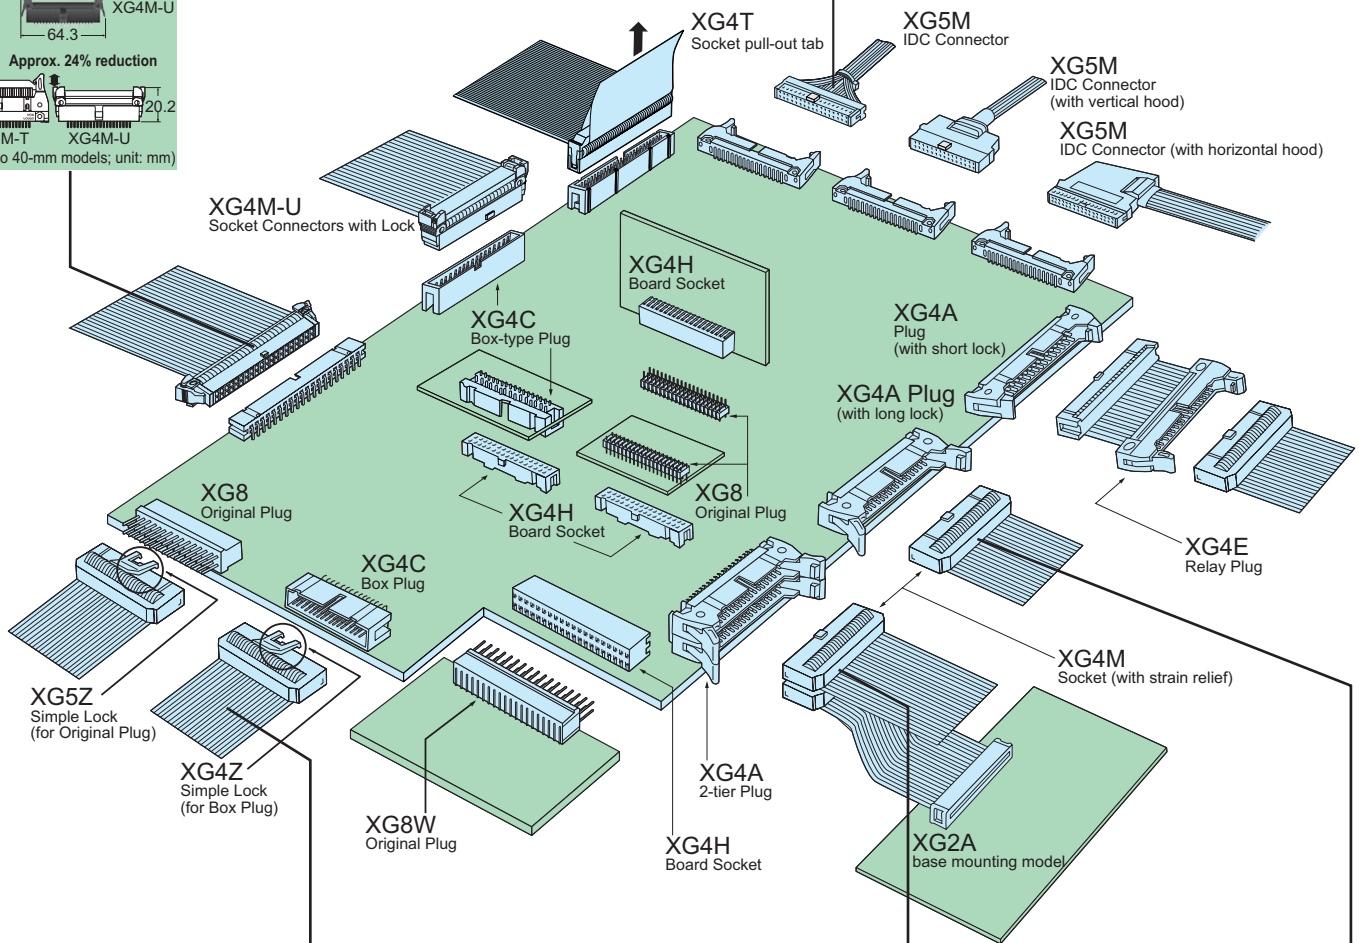 XG4M-U
64.3
Approx. 24% reduction
20.2
M-T
XG4M-U
o 40-mm models; unit: mm)
XG4T
Socket pull-out tab
XG5M
IDC Connector
XG5M
IDC Connector
(with vertical hood)
XG5M
IDC Connector (with horizontal hood)
XG4M-U
Socket Connectors with Lock
XG4H
Board Socket
XG4C
Box-type Plug
XG4A
Plug
(with short lock)
XG4A Plug
(with long lock)
XG8
Original Plug
XG4H
Board Socket
XG8
Original Plug
XG4C
Box Plug
XG4E
Relay Plug
XG4M
Socket (with strain relief)
XG5Z
Simple Lock
(for Original Plug)
XG4Z
Simple Lock
(for Box Plug)
XG8W
Original Plug
XG4A
2-tier Plug
XG4H
Board Socket
XG2A
base mounting model